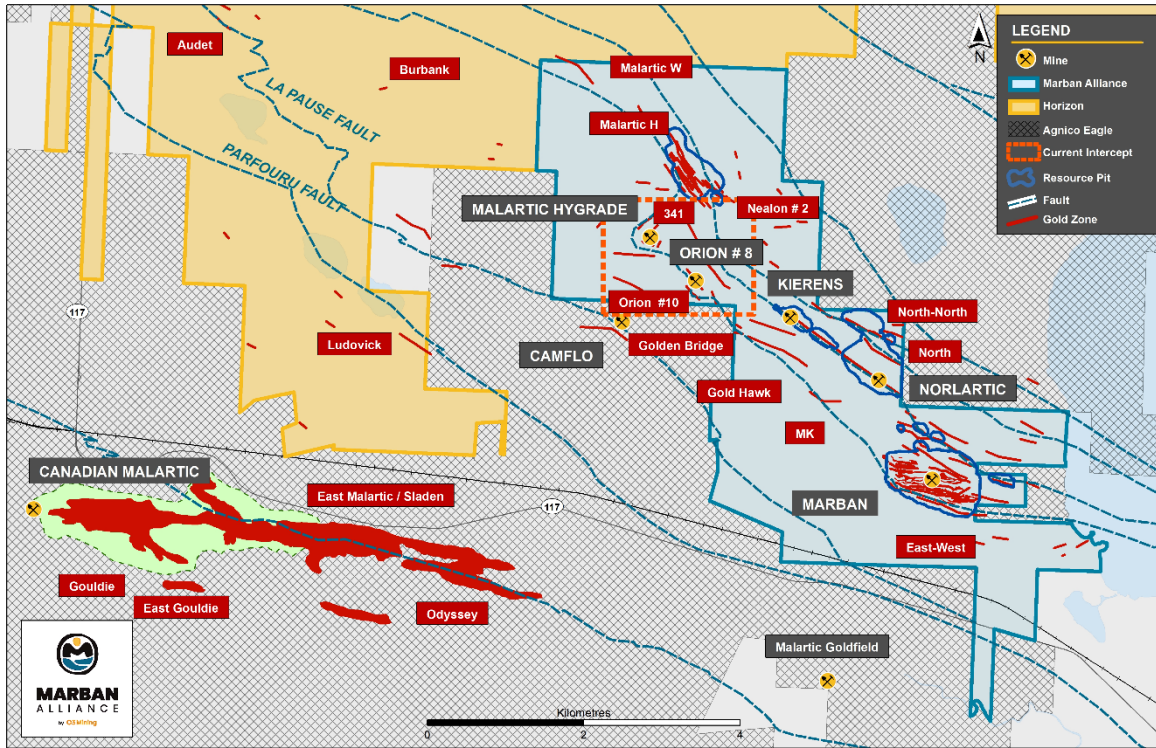 Audet
Burbank
Malartic W
LA PAUSE FAULT
PARFOURU FAULT
Malartic H
MALARTIC HYGRADE
341
Nealon # 2
ORION # 8
KIERENS
Orion #10
North-North
117
Ludovick
CAMFLO
Golden Bridge
North
Gold Hawk
NORLARTIC
MK
CANADIAN MALARTIC
East Malartic / Sladen
117
MARBAN
East-West
Gouldie
East Gouldie
Odyssey
Malartic Goldfield
N
LEGEND
Mine
Marban Alliance
Horizon
Agnico Eagle
Current Intercept
Resource Pit
Fault
Gold Zone
MARBAN
ALLIANCE
by O3 Mining
Kilometres
0 2 4